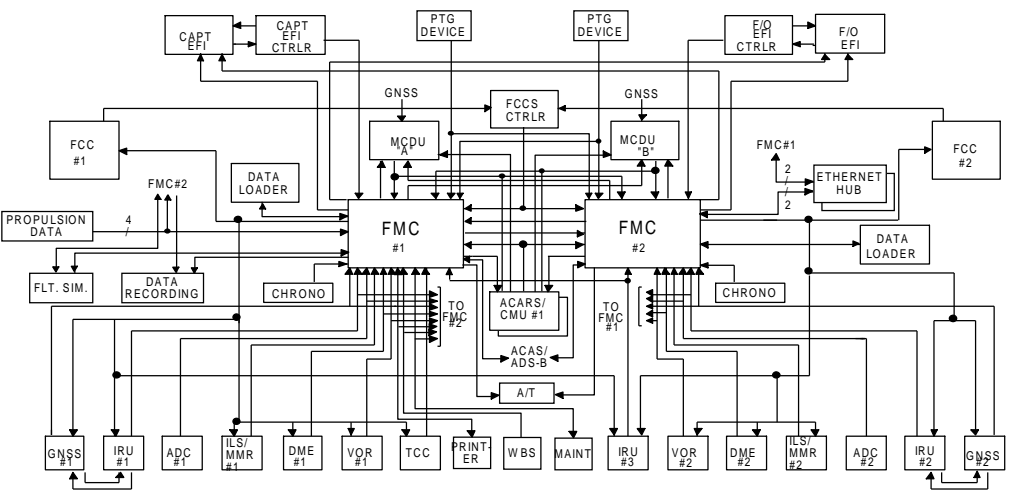 CAPT
EFI
CAPT
EFI
CTRLR
PTG
DEVICE
PTG
DEVICE
F/O
EFI
CTRLR
F/O
EFI
GNSS
FCCS
CTRLR
GNSS
FCC
#1
MCDU
"A"
MCDU
"B"
FMC#1
FCC
#2
2
2
ETHERNET
HUB
FMC#2
DATA
LOADER
PROPULSION
DATA
4
FMC
#1
FMC
#2
DATA
LOADER
FLT. SIM.
DATA
RECORDING
CHRONO
TO
FMC
#2
ACARS/
CMU #1
TO
FMC
#1
CHRONO
ACAS/
ADS-B
A/T
GNSS
#1
IRU
#1
ADC
#1
ILS/
MMR
#1
DME
#1
VOR
#1
TCC
PRINT-
ER
WBS
MAINT
IRU
#3
VOR
#2
DME
#2
ILS/
MMR
#2
ADC
#2
IRU
#2
GNSS
#2